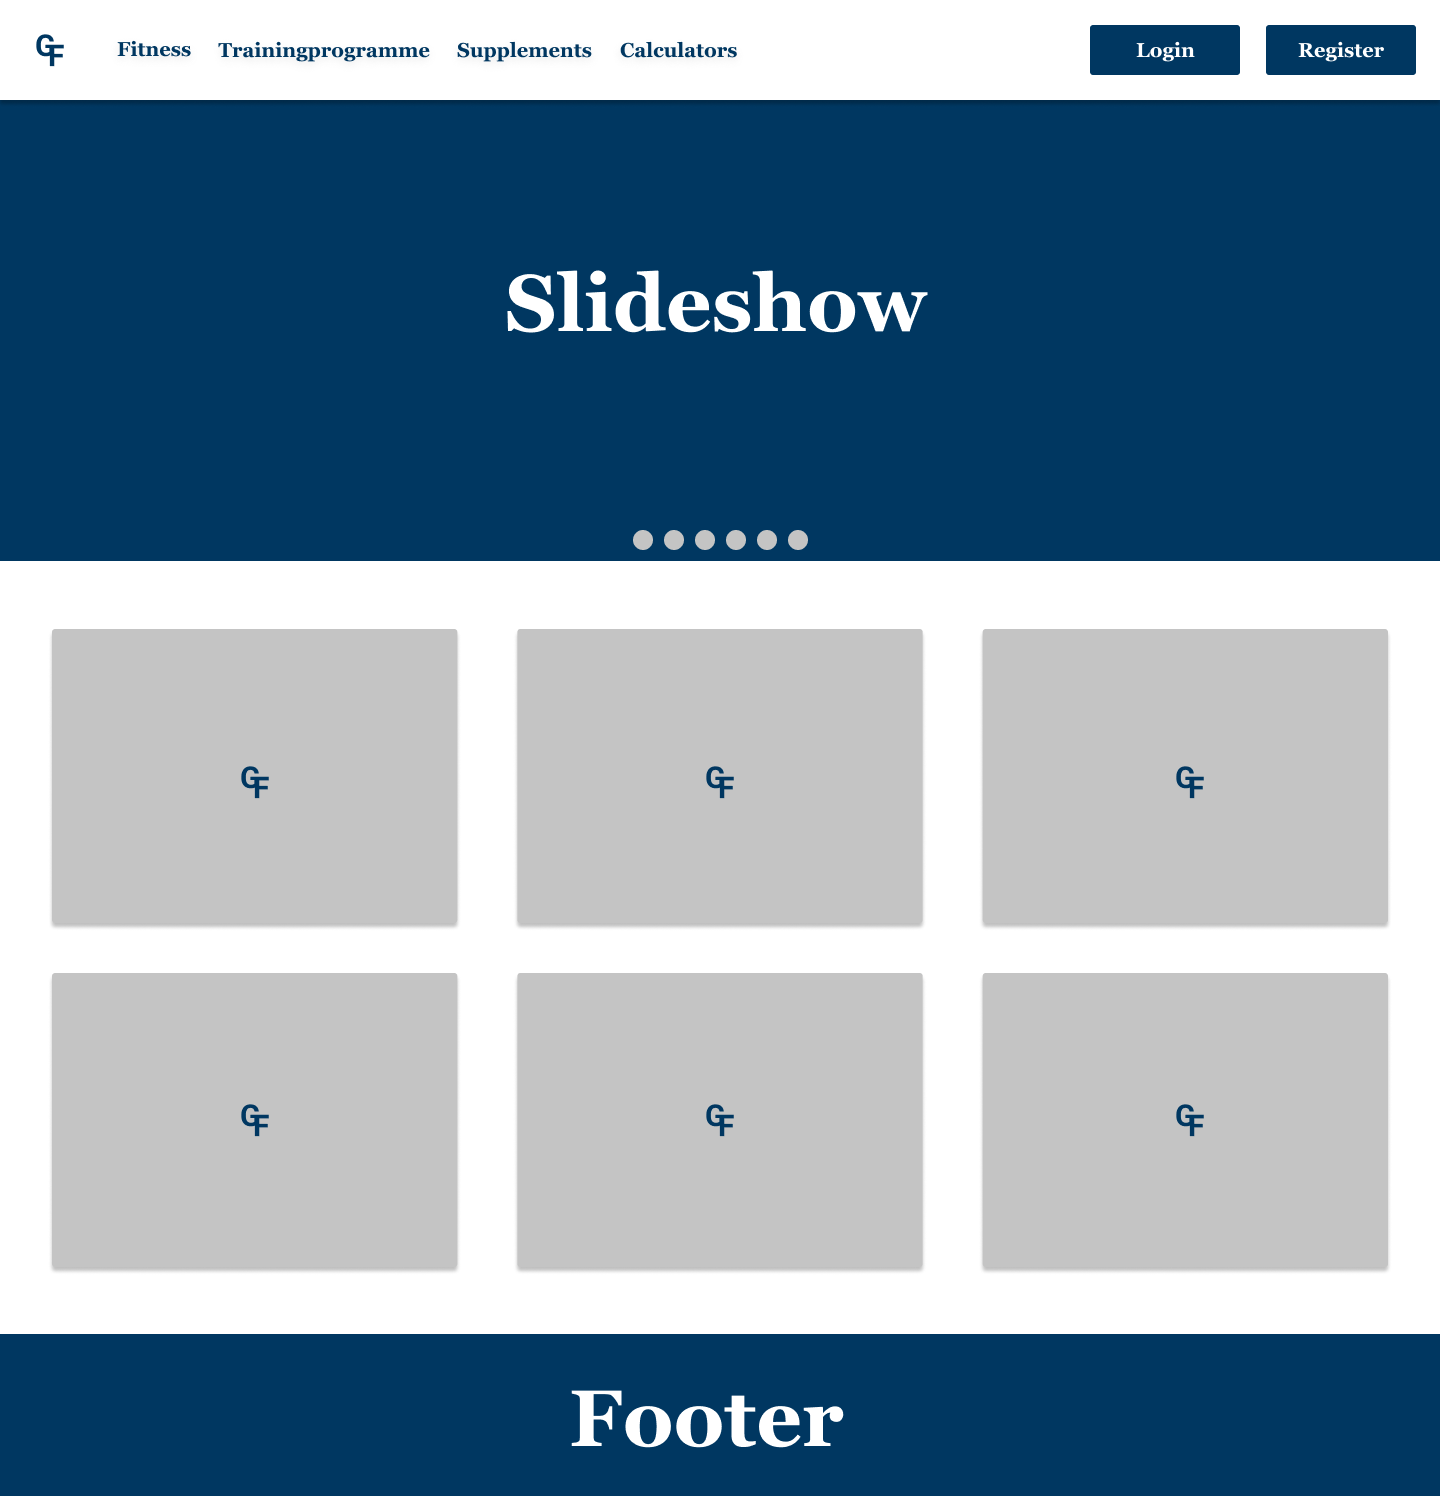 GF
Fitness Trainingprogramme Supplements Calculators Login Register
Slideshow
GF GF GF
GF GF GF
Footer